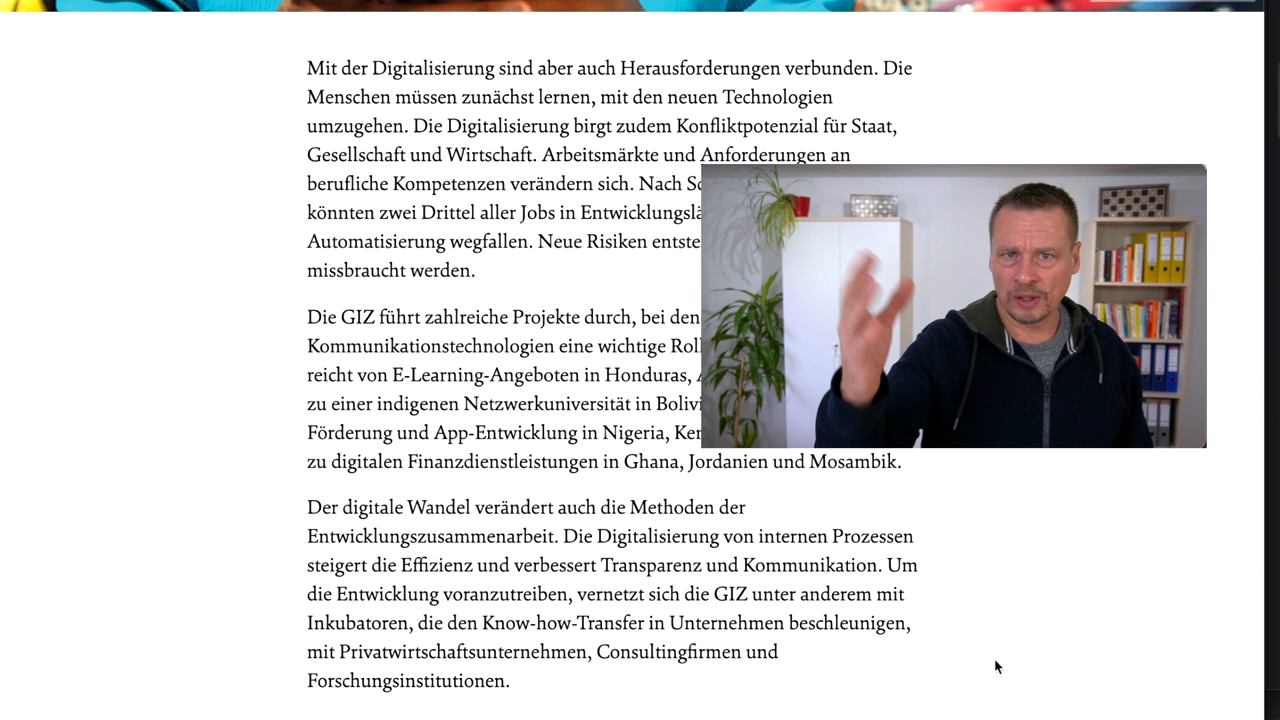 Mit der Digitalisierung sind aber auch Herausforderungen verbunden. Die
Menschen müssen zunächst lernen, mit den neuen Technologien
umzugehen. Die Digitalisierung birgt zudem Konfliktpotenzial für Staat,
Gesellschaft und Wirtschaft. Arbeitsmärkte und Anforderungen an
berufliche Kompetenzen verändern sich. Nach
könnten zwei Drittel aller Jobs in
Automatisierung wegfallen. Neue Risiken
missbraucht werden.
Die GIZ führt zahlreiche Projekte durch, bei den
Kommunikationstechnologien eine wichtige
reicht von E-Learning-Angeboten in Honduras,
zu einer indigenen Netzwerkuniversität in
Förderung und App-Entwicklung in Nigeria,
zu digitalen Finanzdienstleistungen in Ghana, Jordanien und Mosambik.
Der digitale Wandel verändert auch die Methoden der
Entwicklungszusammenarbeit. Die Digitalisierung von internen Prozessen
steigert die Effizienz und verbessert Transparenz und Kommunikation. Um
die Entwicklung voranzutreiben, vernetzt sich die GIZ unter anderem mit
Inkubatoren, die den Know-how-Transfer in Unternehmen beschleunigen,
mit Privatwirtschaftsunternehmen, Consultingfirmen und
Forschungsinstitutionen.